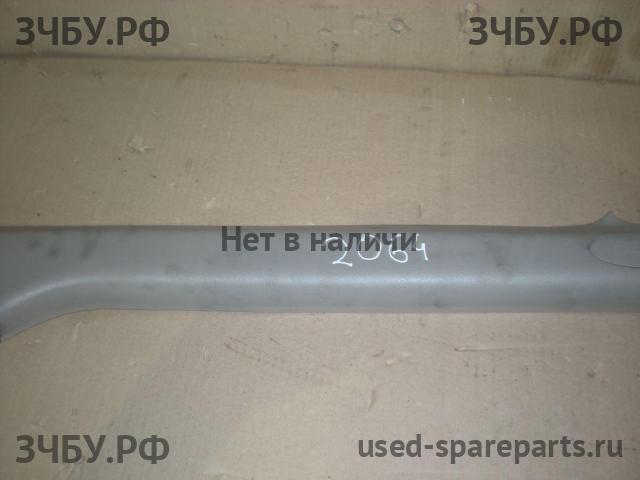 ЗЧБУ.РФ ЗЧБУ.РФ
Нет в наличии
2064
ЗЧБУ.РФ used-spareparts.ru